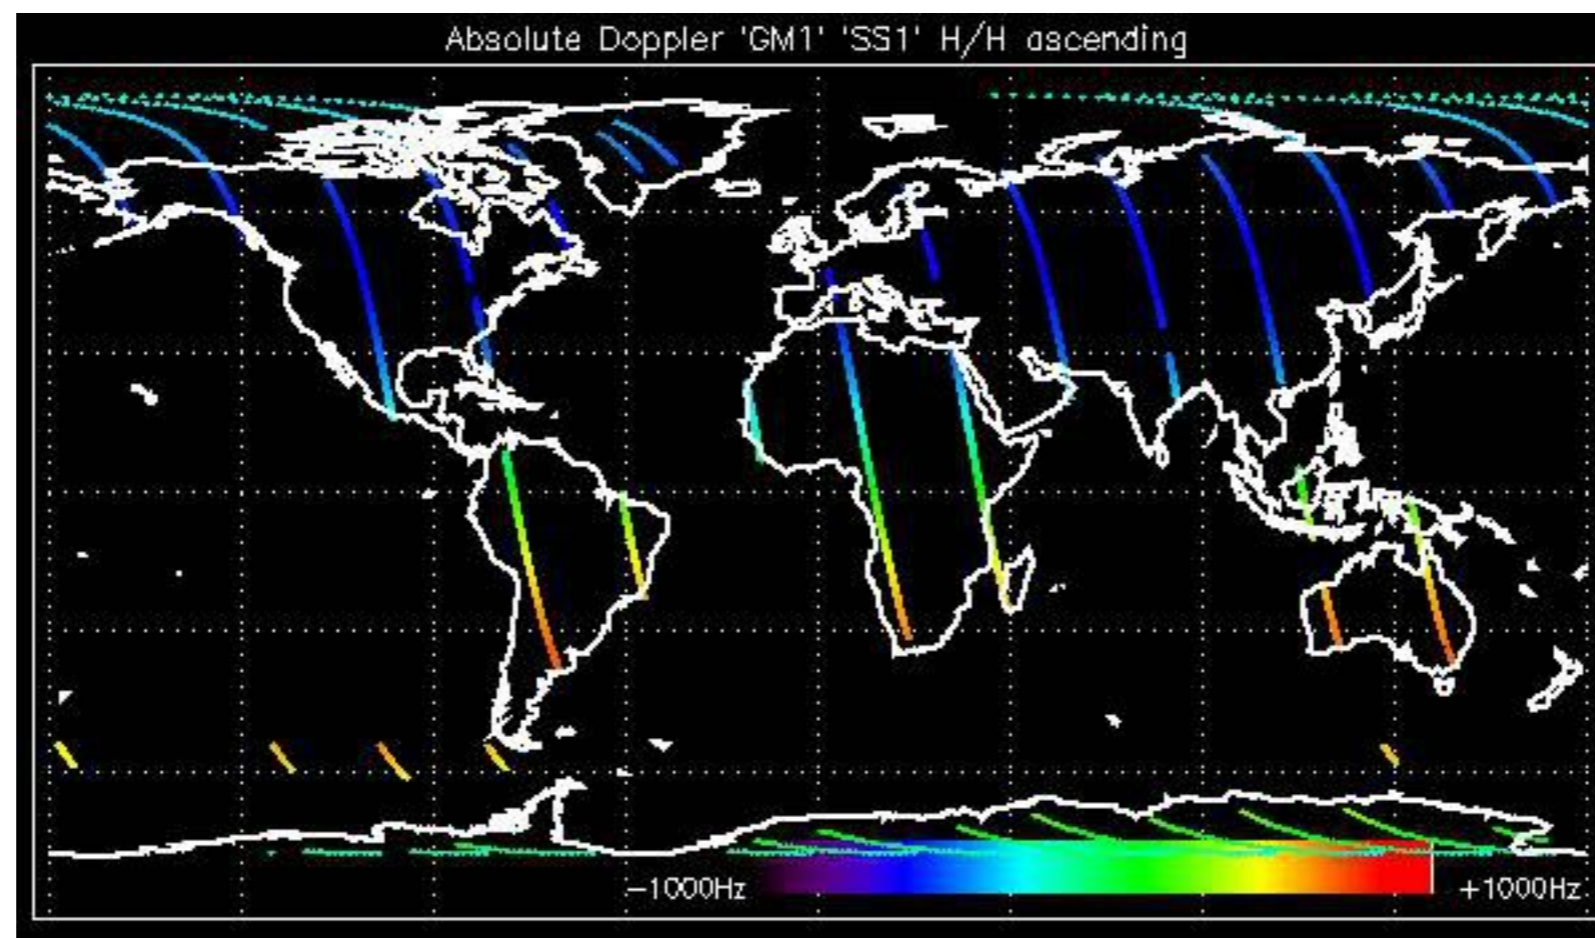 Absolute Doppler 'GM1' 'SS1' H/H ascending
-1000Hz +1000Hz